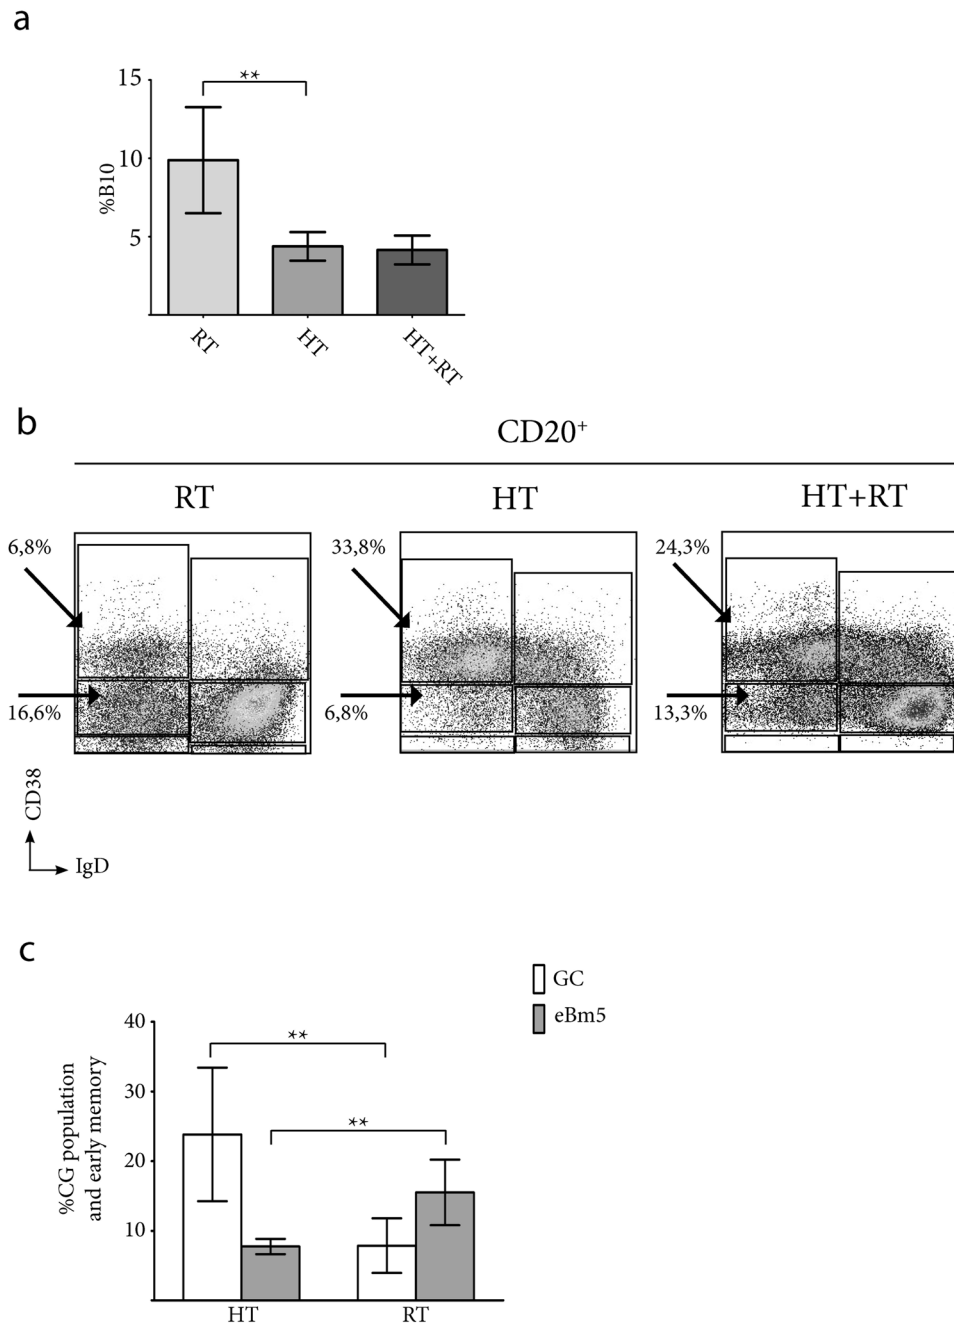 a
15
**
10
%B10
5
RT
HT
HT+RT
b
CD20⁺
RT
HT
HT+RT
6,8%
33,8%
24,3%
16,6%
6,8%
13,3%
CD38
IgD
c
GC
eBm5
40
**
30
%CG population
and early memory
**
20
10
HT
RT